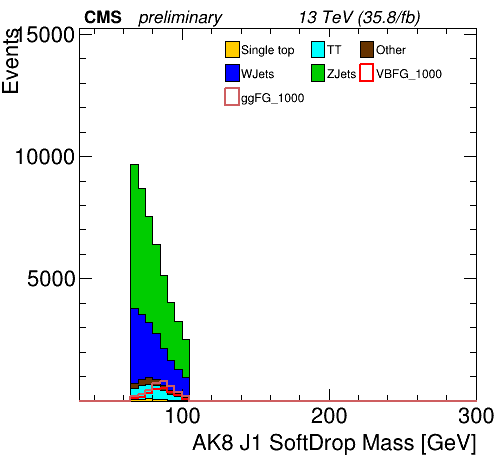 CMS preliminary 13 TeV (35.8/fb)
Events
15000
10000
5000
Single top TT Other
WJets ZJets VBFG_1000
ggFG_1000
100 200 300
AK8 J1 SoftDrop Mass [GeV]